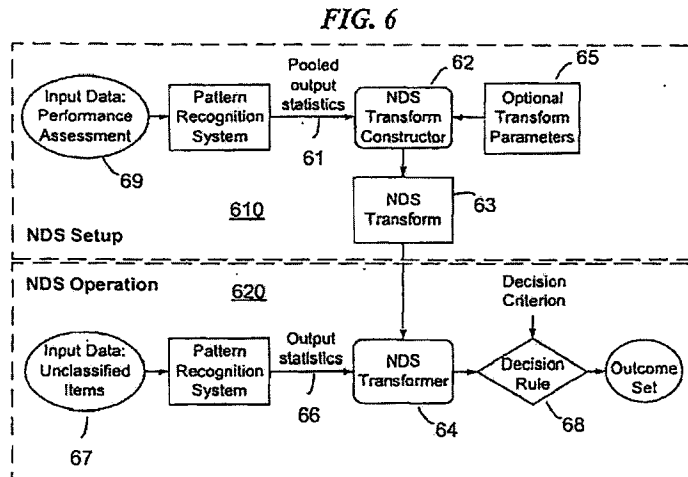 FIG. 6
Input Data:
Performance
Assessment
69
Pattern
Recognition
System
Pooled
output
statistics
61
62
NDS
Transform
Constructor
65
Optional
Transform
Parameters
NDS
Transform
63
610
NDS Setup
NDS Operation
620
Input Data:
Unclassified
Items
67
Pattern
Recognition
System
Output
statistics
66
NDS
Transformer
64
Decision
Criterion
Decision
Rule
68
Outcome
Set